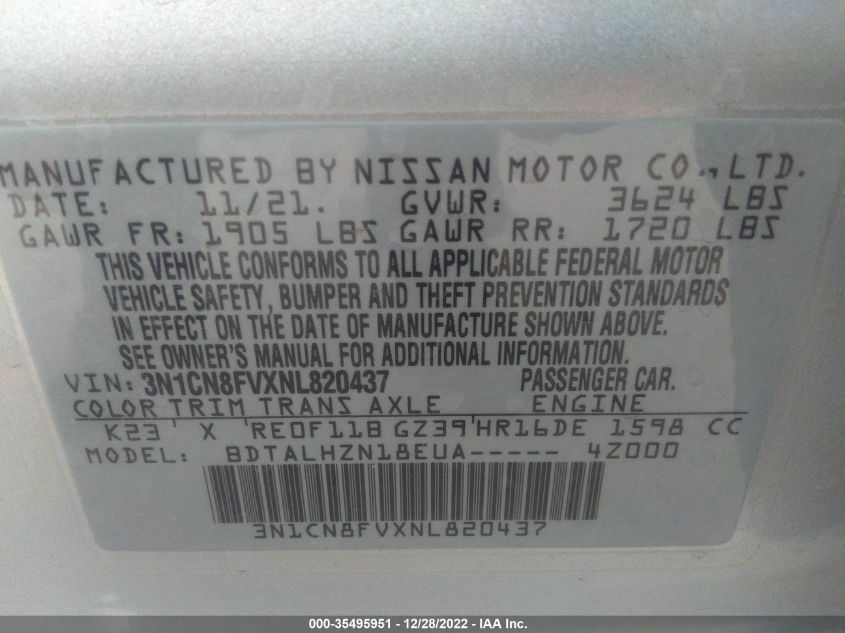 MANUFACTURED BY NISSAN MOTOR CO., LTD.
DATE: 11/21. GVWR: 3624 LBS
GAWR FR: 1905 LBS GAWR RR: 1720 LBS
THIS VEHICLE CONFORMS TO ALL APPLICABLE FEDERAL MOTOR
VEHICLE SAFETY, BUMPER AND THEFT PREVENTION STANDARDS
IN EFFECT ON THE DATE OF MANUFACTURE SHOWN ABOVE.
SEE OWNER'S MANUAL FOR ADDITIONAL INFORMATION.
VIN: 3N1CN8FVXNL820437 PASSENGER CAR.
COLOR TRIM TRANS AXLE ENGINE
K23 X RE0F11B GZ39 HR16DE 1598 CC
MODEL: BDTALHZN18EUA----- 4Z000
3N1CN8FVXNL820437
000-35495951 - 12/28/2022 - IAA Inc.